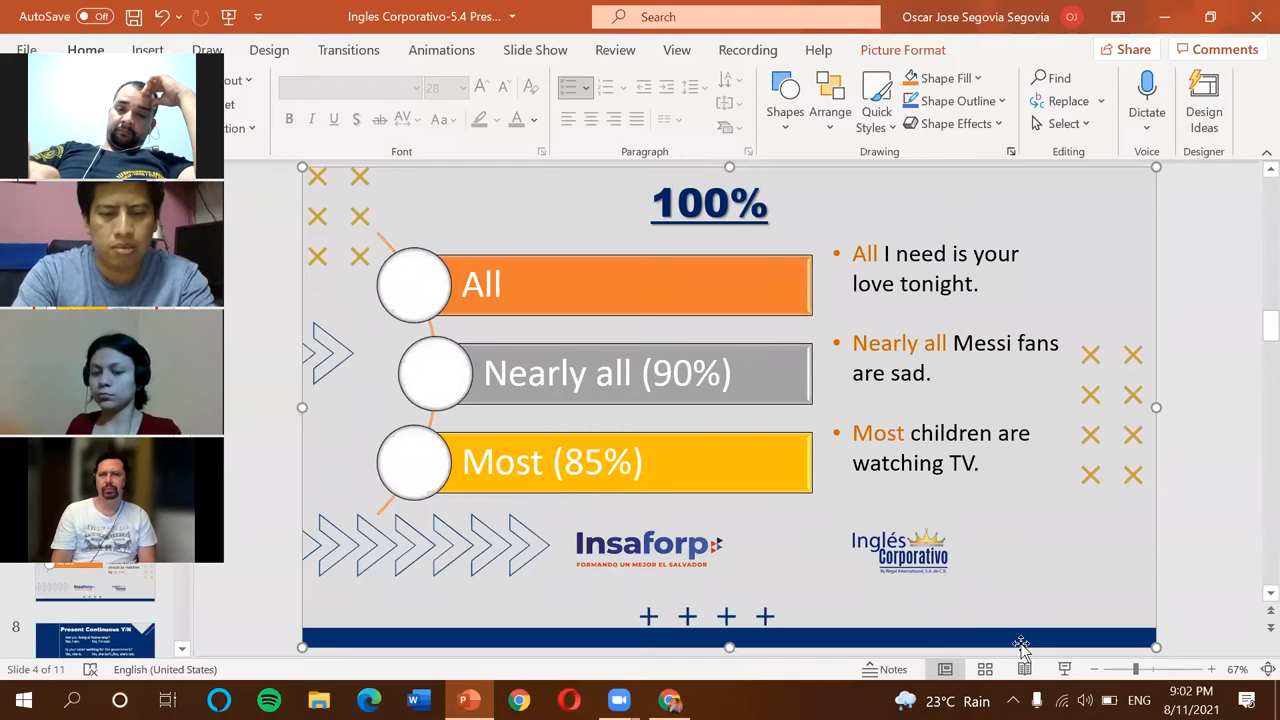 AutoSave Off
Ingles Corporativo-5.4 Pres...
Search
Oscar Jose Segovia Segovia OJ
File Home Insert Draw Design Transitions Animations Slide Show Review View Recording Help Picture Format
Share Comments
Shapes
Arrange
Quick
Styles
Shape Fill
Shape Outline
Shape Effects
Find
Replace
Select
Dictate
Design
Ideas
Font
Paragraph
Drawing
Editing
Voice
Designer
100%
All
Nearly all (90%)
Most (85%)
• All I need is your
love tonight.
• Nearly all Messi fans
are sad.
• Most children are
watching TV.
Insaforp
FORMANDO UN MEJOR EL SALVADOR
Inglés
Corporativo
By Regal International, S.A. de C.V.
8
Present Continuous Y/N
Slide 4 of 11
English (United States)
Notes
67%
23°C Rain
ENG
9:02 PM
8/11/2021